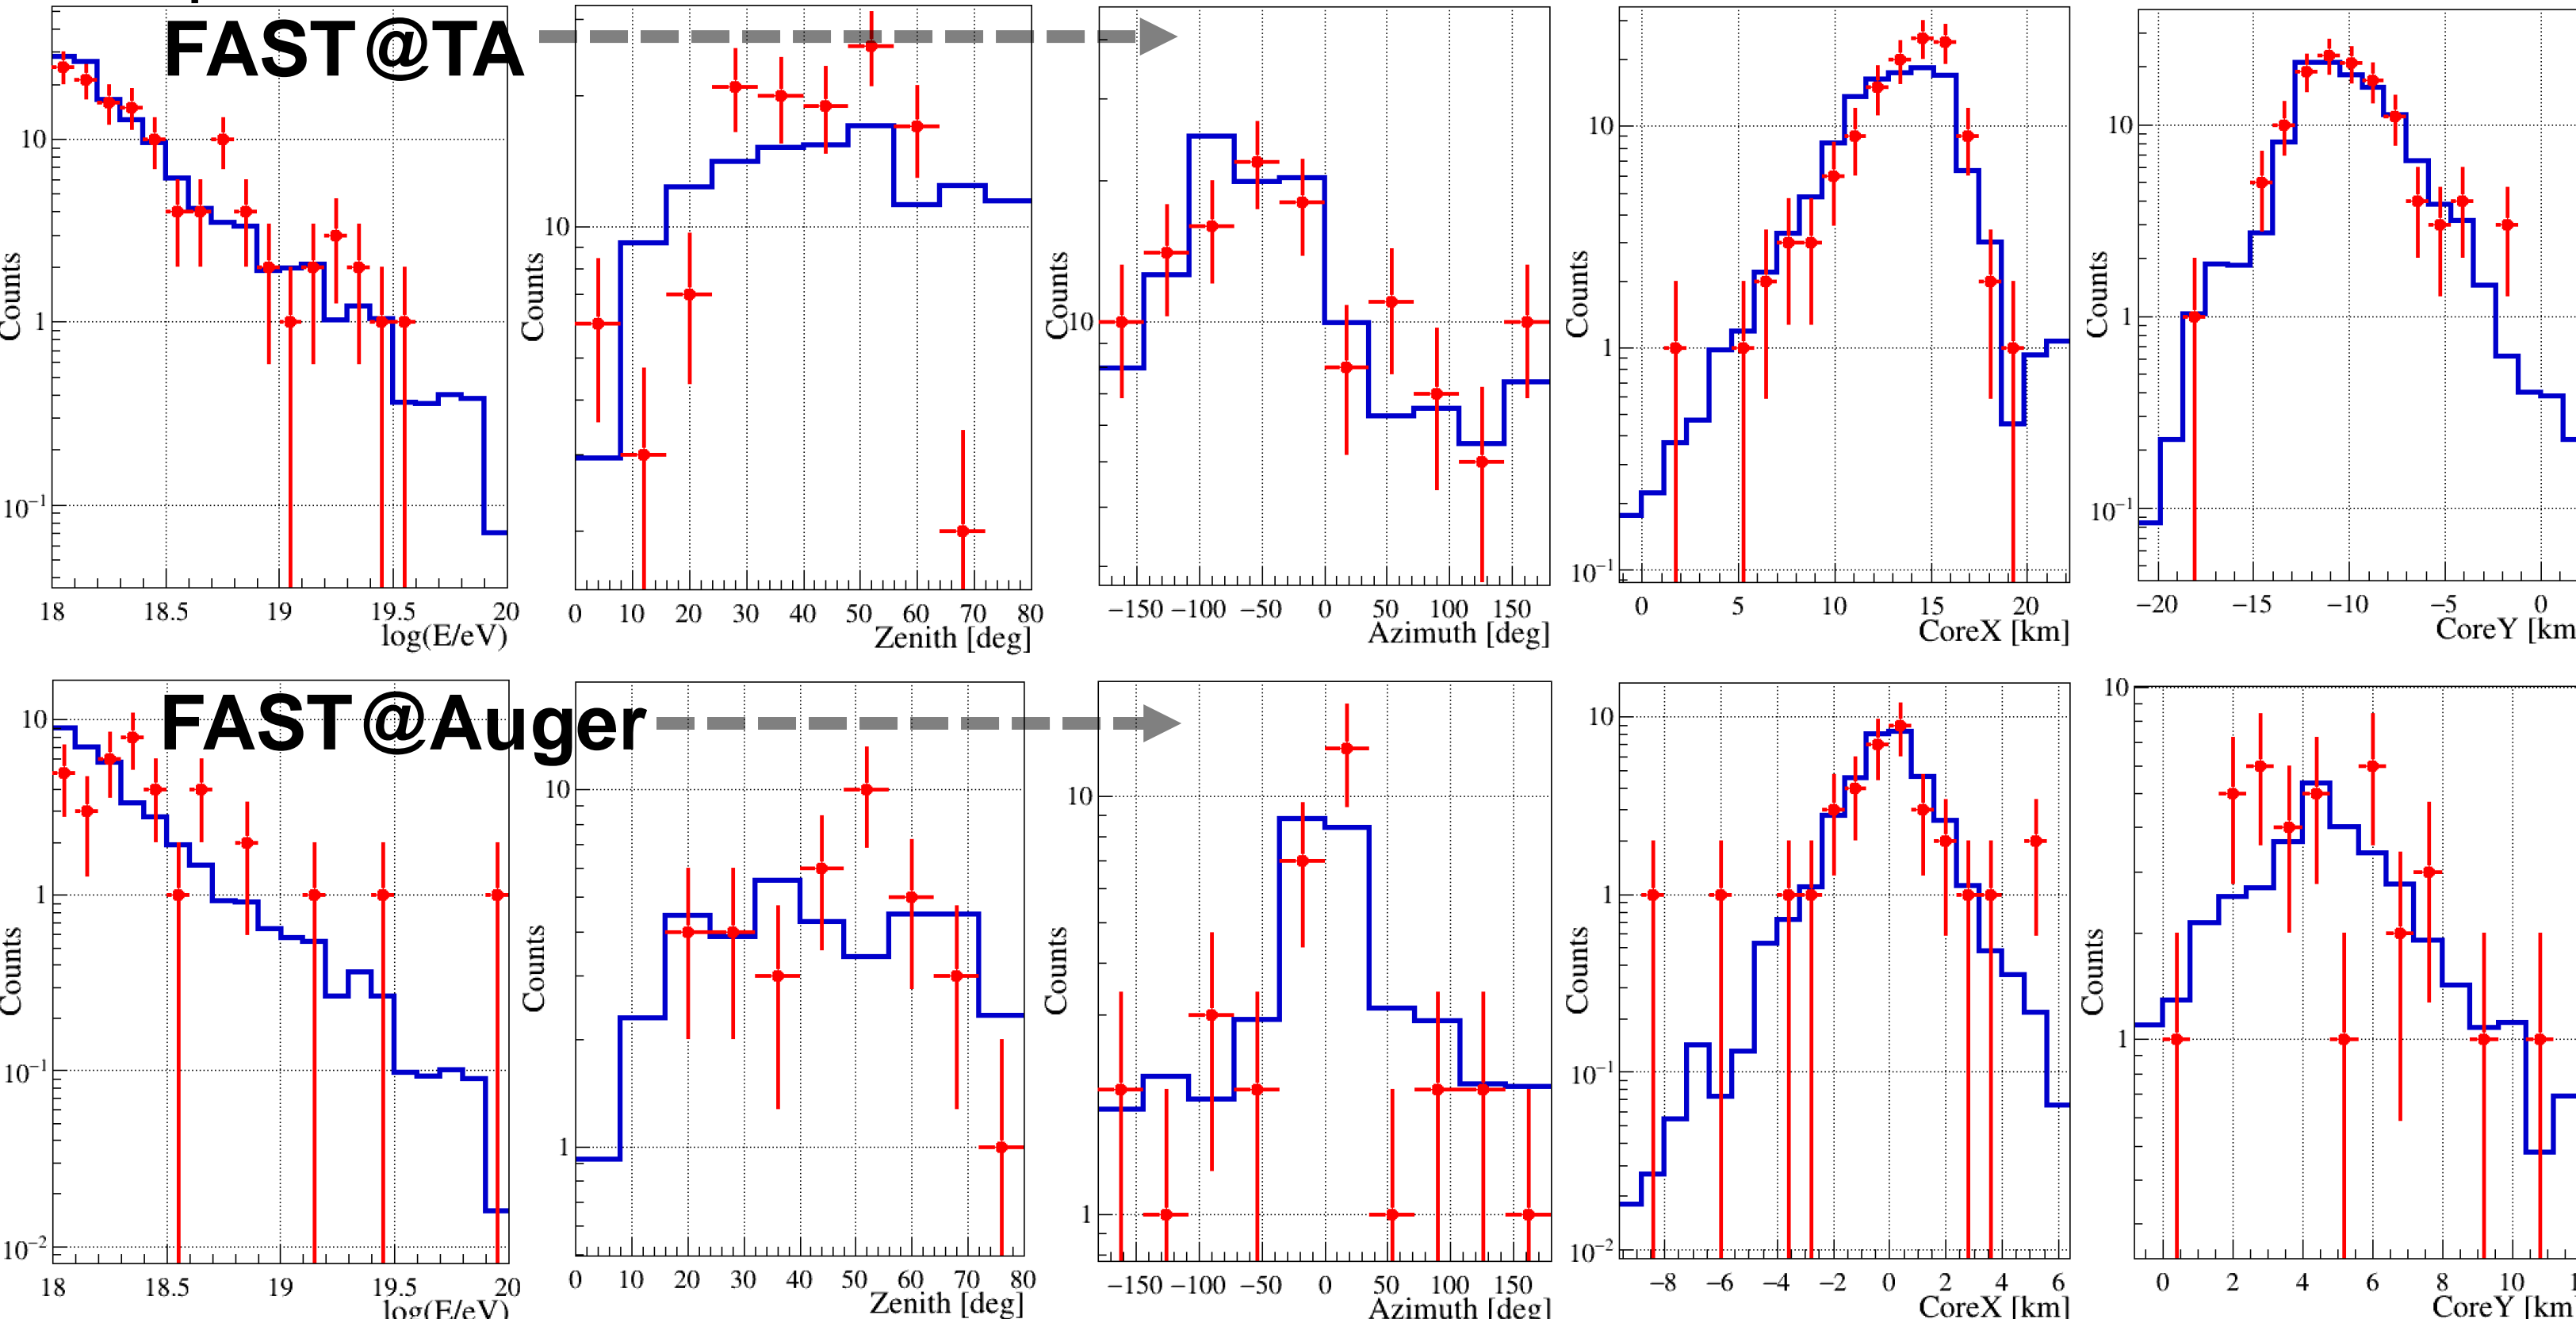 FAST@TA
10
1
10⁻¹
Counts
18 18.5 19 19.5 20
log(E/eV)
10
Counts
0 10 20 30 40 50 60 70 80
Zenith [deg]
10
Counts
−150 −100 −50 0 50 100 150
Azimuth [deg]
10
1
10⁻¹
Counts
0 5 10 15 20
CoreX [km]
10
1
10⁻¹
Counts
−20 −15 −10 −5 0
CoreY [km
FAST@Auger
10
1
10⁻¹
10⁻²
Counts
18 18.5 19 19.5 20
log(E/eV)
10
1
Counts
0 10 20 30 40 50 60 70 80
Zenith [deg]
10
1
Counts
−150 −100 −50 0 50 100 150
Azimuth [deg]
10
1
10⁻¹
10⁻²
Counts
−8 −6 −4 −2 0 2 4 6
CoreX [km]
10
1
Counts
0 2 4 6 8 10
CoreY [km